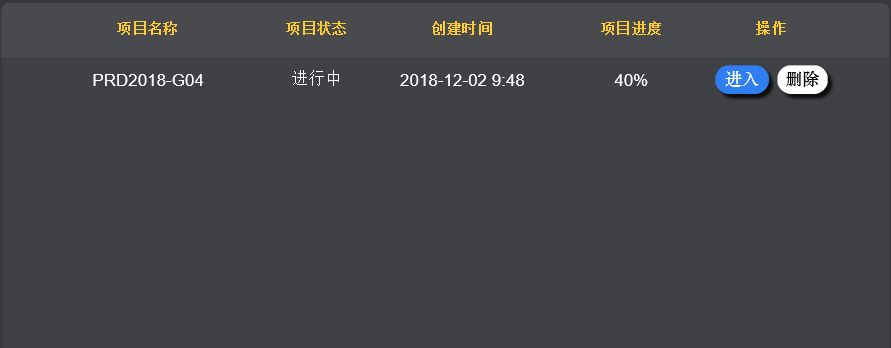 项目名称 项目状态 创建时间 项目进度 操作
PRD2018-G04 进行中 2018-12-02 9:48 40% 进入 删除